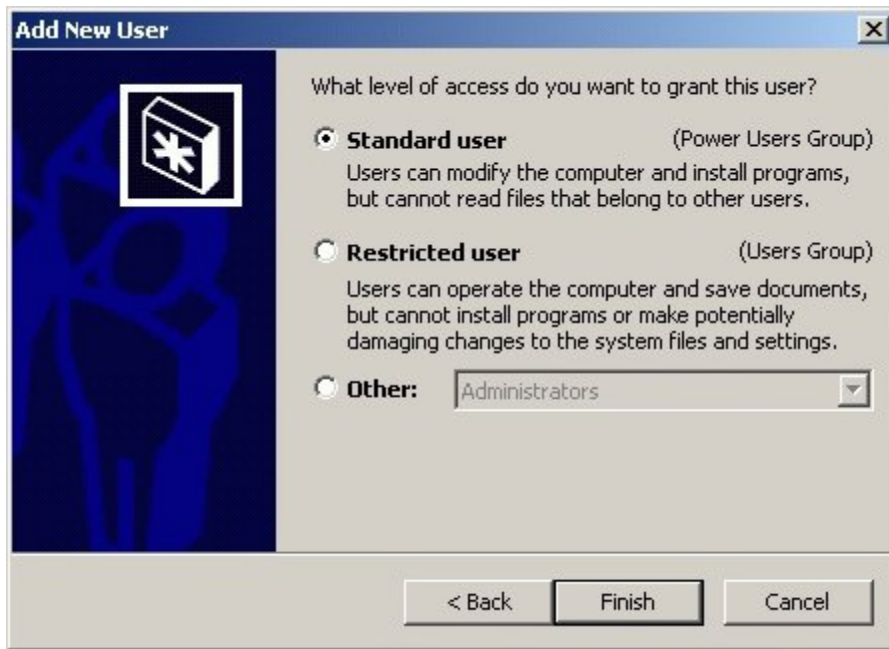 Add New User
What level of access do you want to grant this user?
Standard user (Power Users Group)
Users can modify the computer and install programs,
but cannot read files that belong to other users.
Restricted user (Users Group)
Users can operate the computer and save documents,
but cannot install programs or make potentially
damaging changes to the system files and settings.
Other: Administrators
< Back Finish Cancel